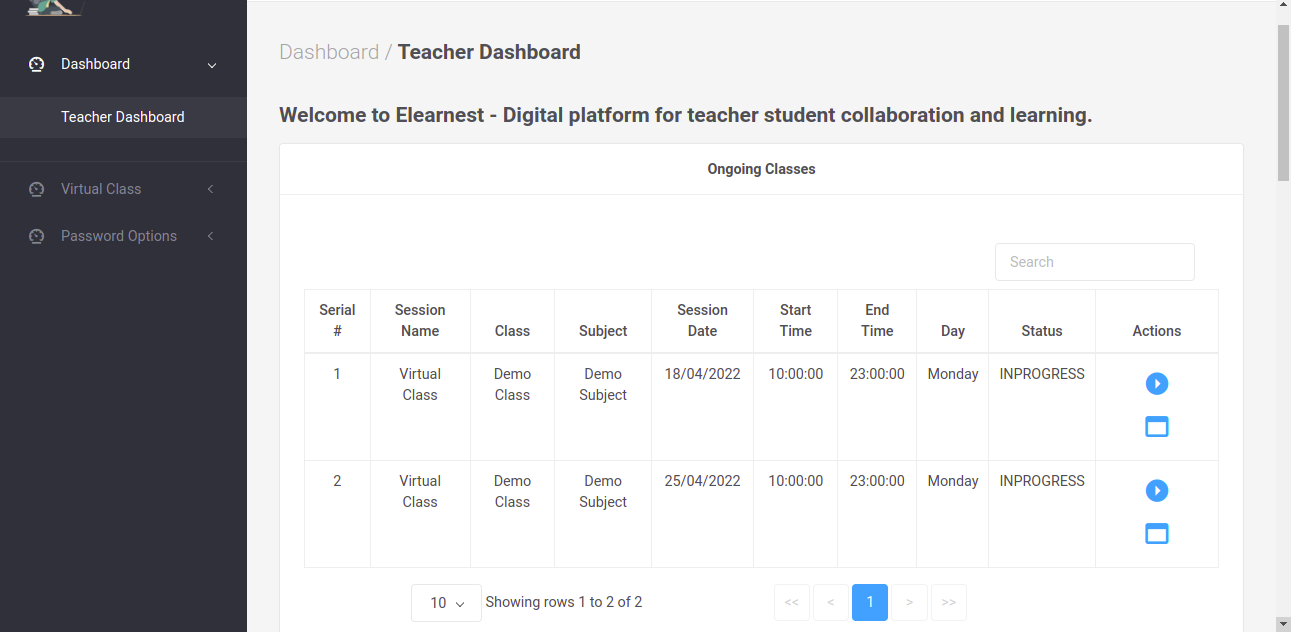 Dashboard
Teacher Dashboard
Virtual Class
Password Options
Dashboard / Teacher Dashboard
Welcome to Elearnest - Digital platform for teacher student collaboration and learning.
Ongoing Classes
Search
Serial # Session Name Class Subject Session Date Start Time End Time Day Status Actions
1 Virtual Class Demo Class Demo Subject 18/04/2022 10:00:00 23:00:00 Monday INPROGRESS
2 Virtual Class Demo Class Demo Subject 25/04/2022 10:00:00 23:00:00 Monday INPROGRESS
10 Showing rows 1 to 2 of 2 << < 1 > >>